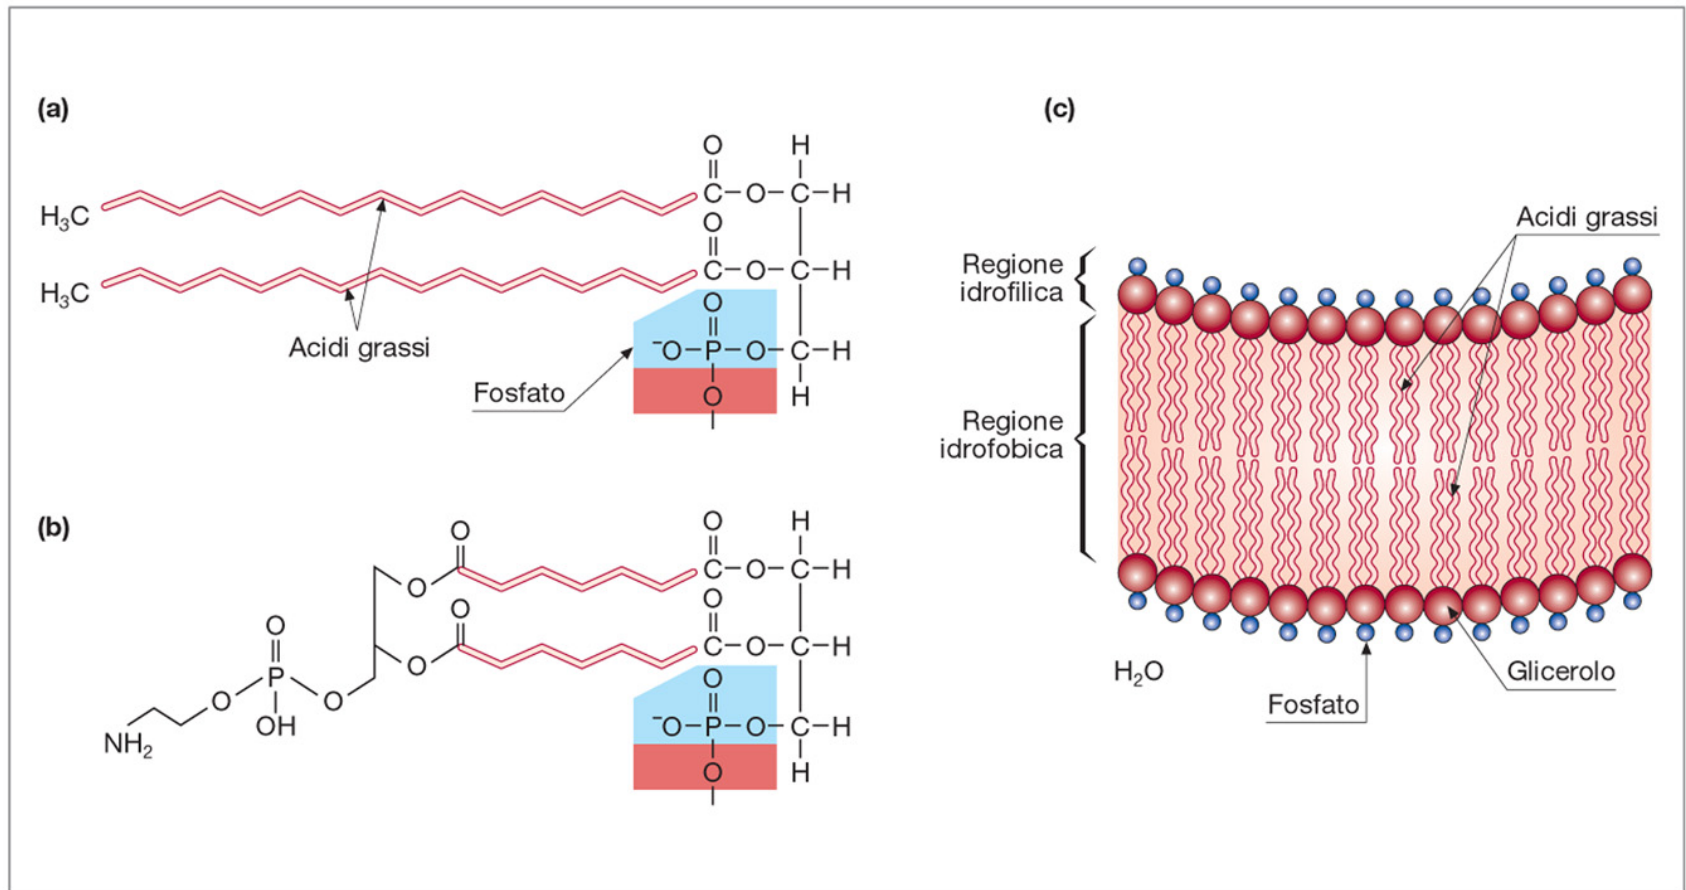 (a)
O
H
H₃C
C–O–C–H
O
H₃C
C–O–C–H
O
⁻O–P–O–C–H
O
H
Acidi grassi
Fosfato
(b)
O
O
H
O
C–O–C–H
O
O
O
O
C–O–C–H
P
O
O
O
OH
⁻O–P–O–C–H
NH₂
O
H
(c)
Acidi grassi
Regione
idrofilica
Regione
idrofobica
H₂O
Glicerolo
Fosfato